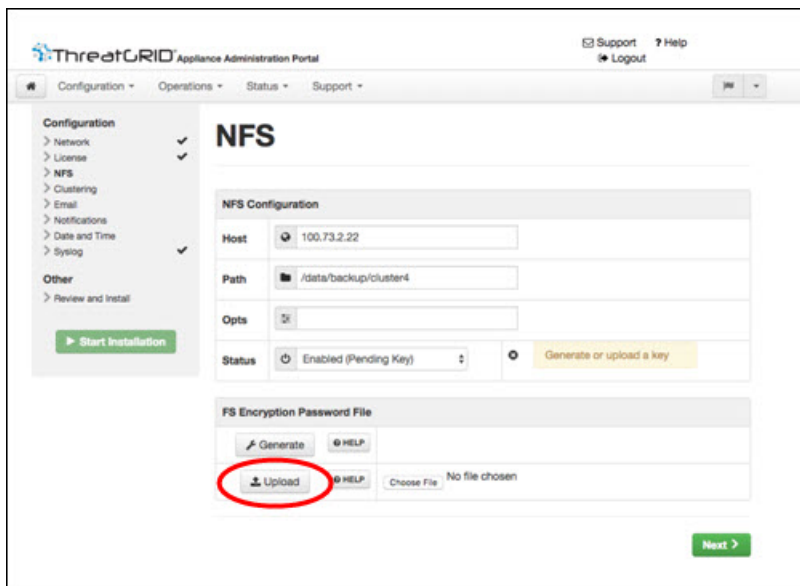 ThreatGRID Appliance Administration Portal
Support ? Help
Logout
Configuration Operations Status Support
Configuration
Network
License
NFS
Clustering
Email
Notifications
Date and Time
Syslog
Other
Review and Install
Start Installation
NFS
NFS Configuration
Host 100.73.2.22
Path /data/backup/cluster4
Opts
Status Enabled (Pending Key) Generate or upload a key
FS Encryption Password File
Generate HELP
Upload HELP Choose File No file chosen
Next